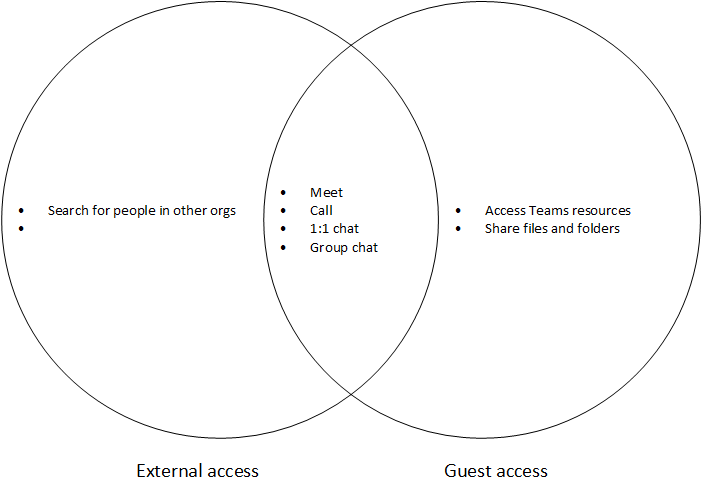 • Search for people in other orgs
•
• Meet
• Call
• 1:1 chat
• Group chat
• Access Teams resources
• Share files and folders
External access
Guest access